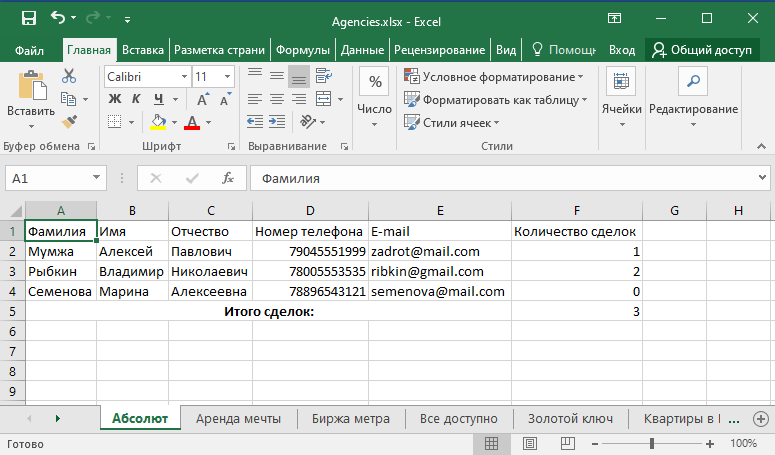 Agencies.xlsx - Excel
Файл Главная Вставка Разметка страни Формулы Данные Рецензирование Вид Помощь Вход Общий доступ
Вставить
Буфер обмена
Calibri 11
Ж К Ч A A
A
Шрифт
Выравнивание
%
Число
Условное форматирование
Форматировать как таблицу
Стили ячеек
Стили
Ячейки
Редактирование
A1 fx Фамилия
A B C D E F G H
1 Фамилия Имя Отчество Номер телефона E-mail Количество сделок
2 Мумжа Алексей Павлович 79045551999 zadrot@mail.com 1
3 Рыбкин Владимир Николаевич 78005553535 ribkin@gmail.com 2
4 Семенова Марина Алексеевна 78896543121 semenova@mail.com 0
5 Итого сделок: 3
6
7
8
9
Абсолют Аренда мечты Биржа метра Все доступно Золотой ключ Квартиры в ...
Готово 100%